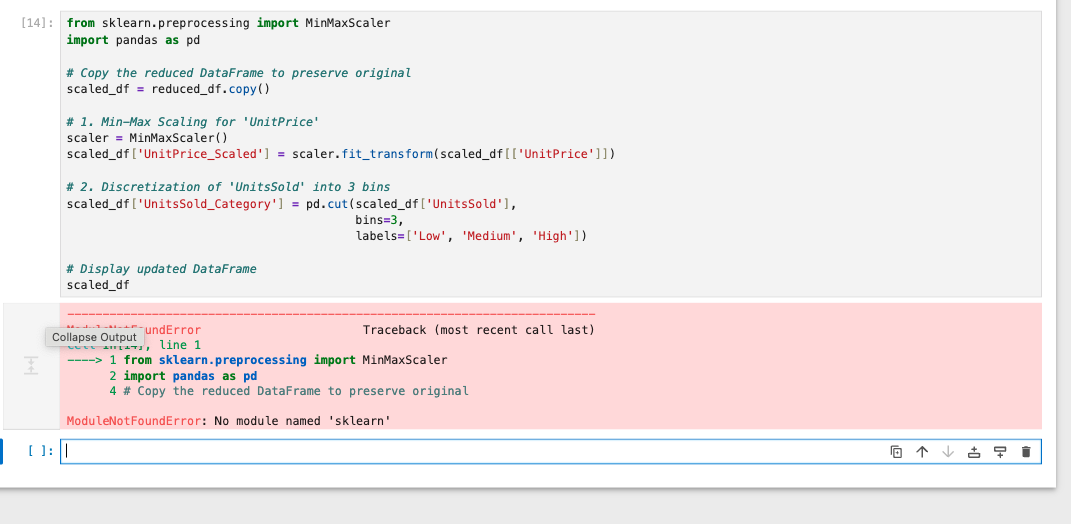 [14]: from sklearn.preprocessing import MinMaxScaler
import pandas as pd
# Copy the reduced DataFrame to preserve original
scaled_df = reduced_df.copy()
# 1. Min-Max Scaling for 'UnitPrice'
scaler = MinMaxScaler()
scaled_df['UnitPrice_Scaled'] = scaler.fit_transform(scaled_df[['UnitPrice']])
# 2. Discretization of 'UnitsSold' into 3 bins
scaled_df['UnitsSold_Category'] = pd.cut(scaled_df['UnitsSold'],
bins=3,
labels=['Low', 'Medium', 'High'])
# Display updated DataFrame
scaled_df
---------------------------------------------------------------------------
ModuleNotFoundError Traceback (most recent call last)
Collapse Output
Cell In[14], line 1
----> 1 from sklearn.preprocessing import MinMaxScaler
2 import pandas as pd
4 # Copy the reduced DataFrame to preserve original
ModuleNotFoundError: No module named 'sklearn'
[ ]: